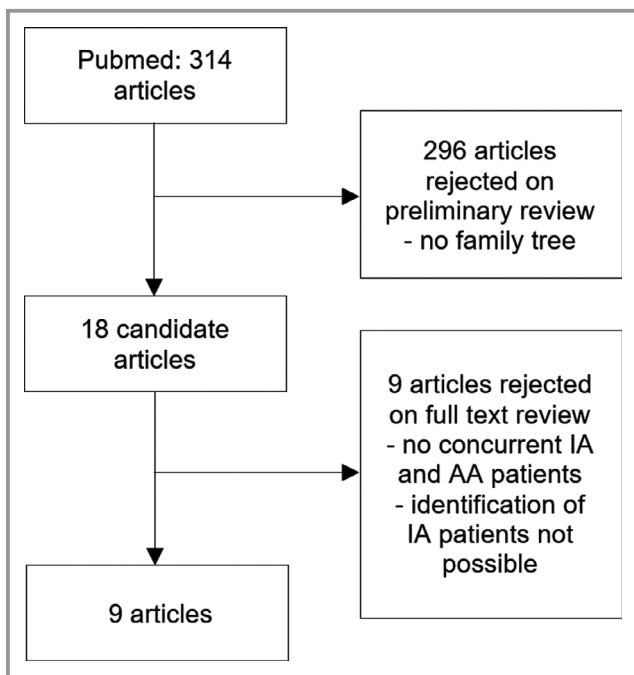 Pubmed: 314
articles
296 articles
rejected on
preliminary review
- no family tree
18 candidate
articles
9 articles rejected
on full text review
- no concurrent IA
and AA patients
- identification of
IA patients not
possible
9 articles